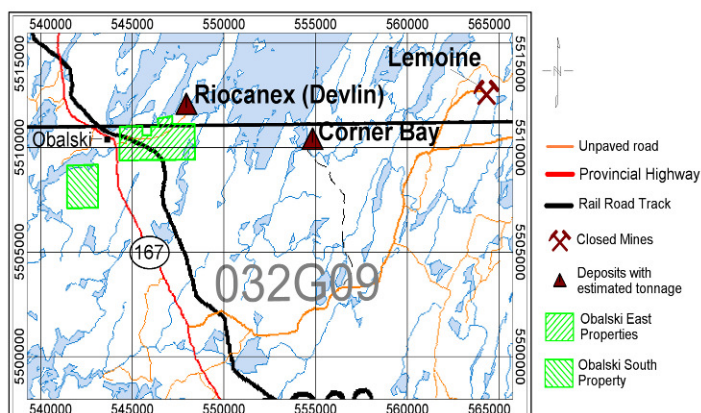 540000 545000 550000 555000 560000 665000
5515000
5515000
Lemoine
Riocanex (Devlin)
Corner Bay
Obalski
5510000
5510000
167
5505000
5505000
032G09
5500000
5500000
540000 545000 550000 555000 560000 665000
N
Unpaved road
Provincial Highway
Rail Road Track
Closed Mines
Deposits with
estimated tonnage
Obalski East
Properties
Obalski South
Property